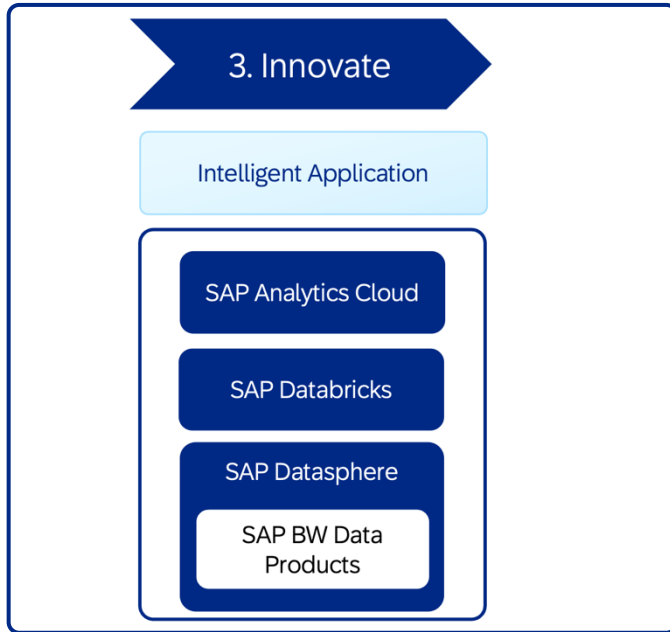 3. Innovate
Intelligent Application
SAP Analytics Cloud
SAP Databricks
SAP Datasphere
SAP BW Data
Products